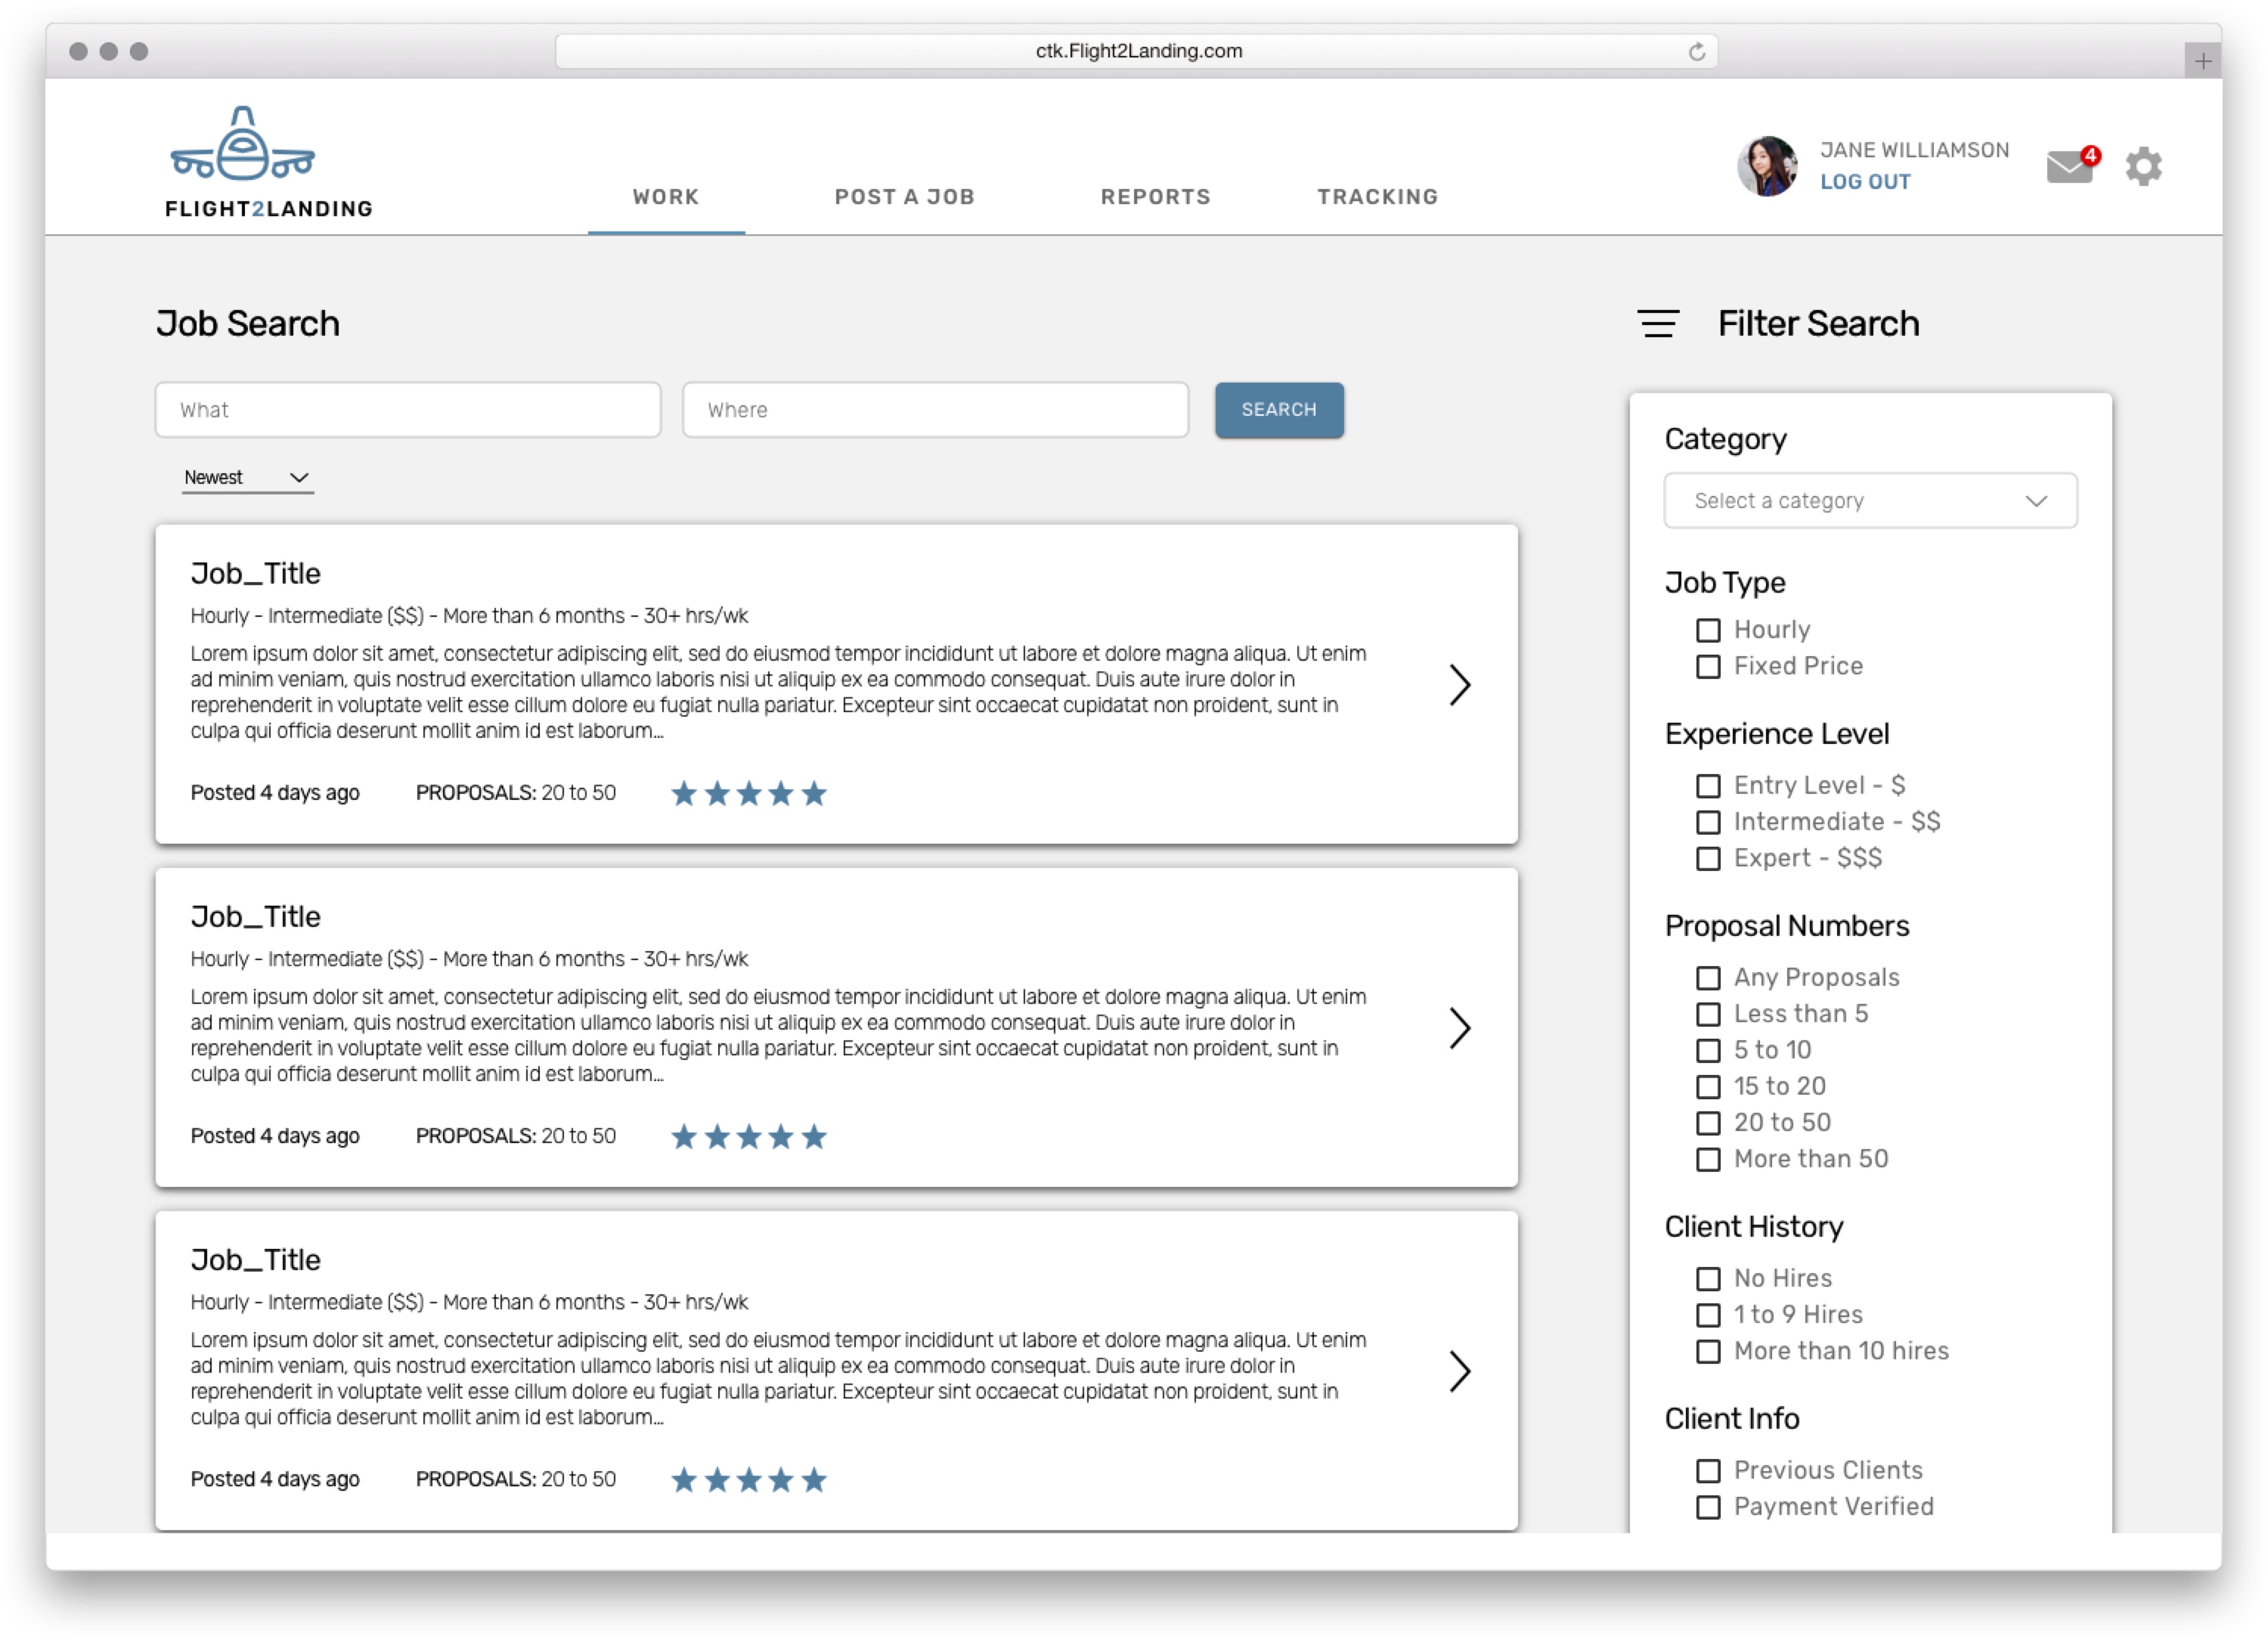 ctk.Flight2Landing.com
FLIGHT2LANDING
WORK
POST A JOB
REPORTS
TRACKING
JANE WILLIAMSON
LOG OUT
4
Job Search
What
Where
SEARCH
Newest
Job_Title
Hourly - Intermediate ($$) - More than 6 months - 30+ hrs/wk
Lorem ipsum dolor sit amet, consectetur adipiscing elit, sed do eiusmod tempor incididunt ut labore et dolore magna aliqua. Ut enim
ad minim veniam, quis nostrud exercitation ullamco laboris nisi ut aliquip ex ea commodo consequat. Duis aute irure dolor in
reprehenderit in voluptate velit esse cillum dolore eu fugiat nulla pariatur. Excepteur sint occaecat cupidatat non proident, sunt in
culpa qui officia deserunt mollit anim id est laborum...
Posted 4 days ago PROPOSALS: 20 to 50
Job_Title
Hourly - Intermediate ($$) - More than 6 months - 30+ hrs/wk
Lorem ipsum dolor sit amet, consectetur adipiscing elit, sed do eiusmod tempor incididunt ut labore et dolore magna aliqua. Ut enim
ad minim veniam, quis nostrud exercitation ullamco laboris nisi ut aliquip ex ea commodo consequat. Duis aute irure dolor in
reprehenderit in voluptate velit esse cillum dolore eu fugiat nulla pariatur. Excepteur sint occaecat cupidatat non proident, sunt in
culpa qui officia deserunt mollit anim id est laborum...
Posted 4 days ago PROPOSALS: 20 to 50
Job_Title
Hourly - Intermediate ($$) - More than 6 months - 30+ hrs/wk
Lorem ipsum dolor sit amet, consectetur adipiscing elit, sed do eiusmod tempor incididunt ut labore et dolore magna aliqua. Ut enim
ad minim veniam, quis nostrud exercitation ullamco laboris nisi ut aliquip ex ea commodo consequat. Duis aute irure dolor in
reprehenderit in voluptate velit esse cillum dolore eu fugiat nulla pariatur. Excepteur sint occaecat cupidatat non proident, sunt in
culpa qui officia deserunt mollit anim id est laborum...
Posted 4 days ago PROPOSALS: 20 to 50
Filter Search
Category
Select a category
Job Type
Hourly
Fixed Price
Experience Level
Entry Level - $
Intermediate - $$
Expert - $$$
Proposal Numbers
Any Proposals
Less than 5
5 to 10
15 to 20
20 to 50
More than 50
Client History
No Hires
1 to 9 Hires
More than 10 hires
Client Info
Previous Clients
Payment Verified